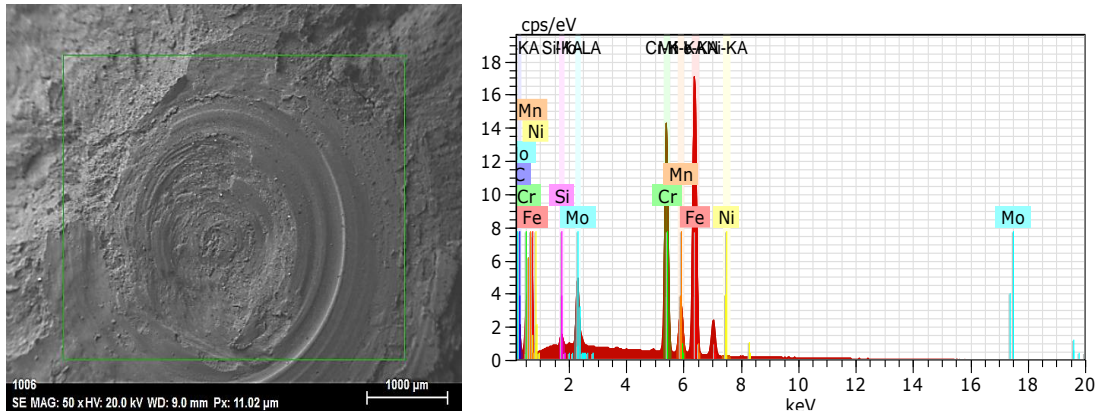 1006
1000 µm
SE MAG: 50 x HV: 20.0 kV WD: 9.0 mm Px: 11.02 µm
cps/eV
KA
18
16
14
12
10
8
6
4
2
0
Mn
Ni
o
C
Cr
Fe
Si
Mo
Cr
Mn
Fe
Ni
Mo
2 4 6 8 10 12 14 16 18 20
keV